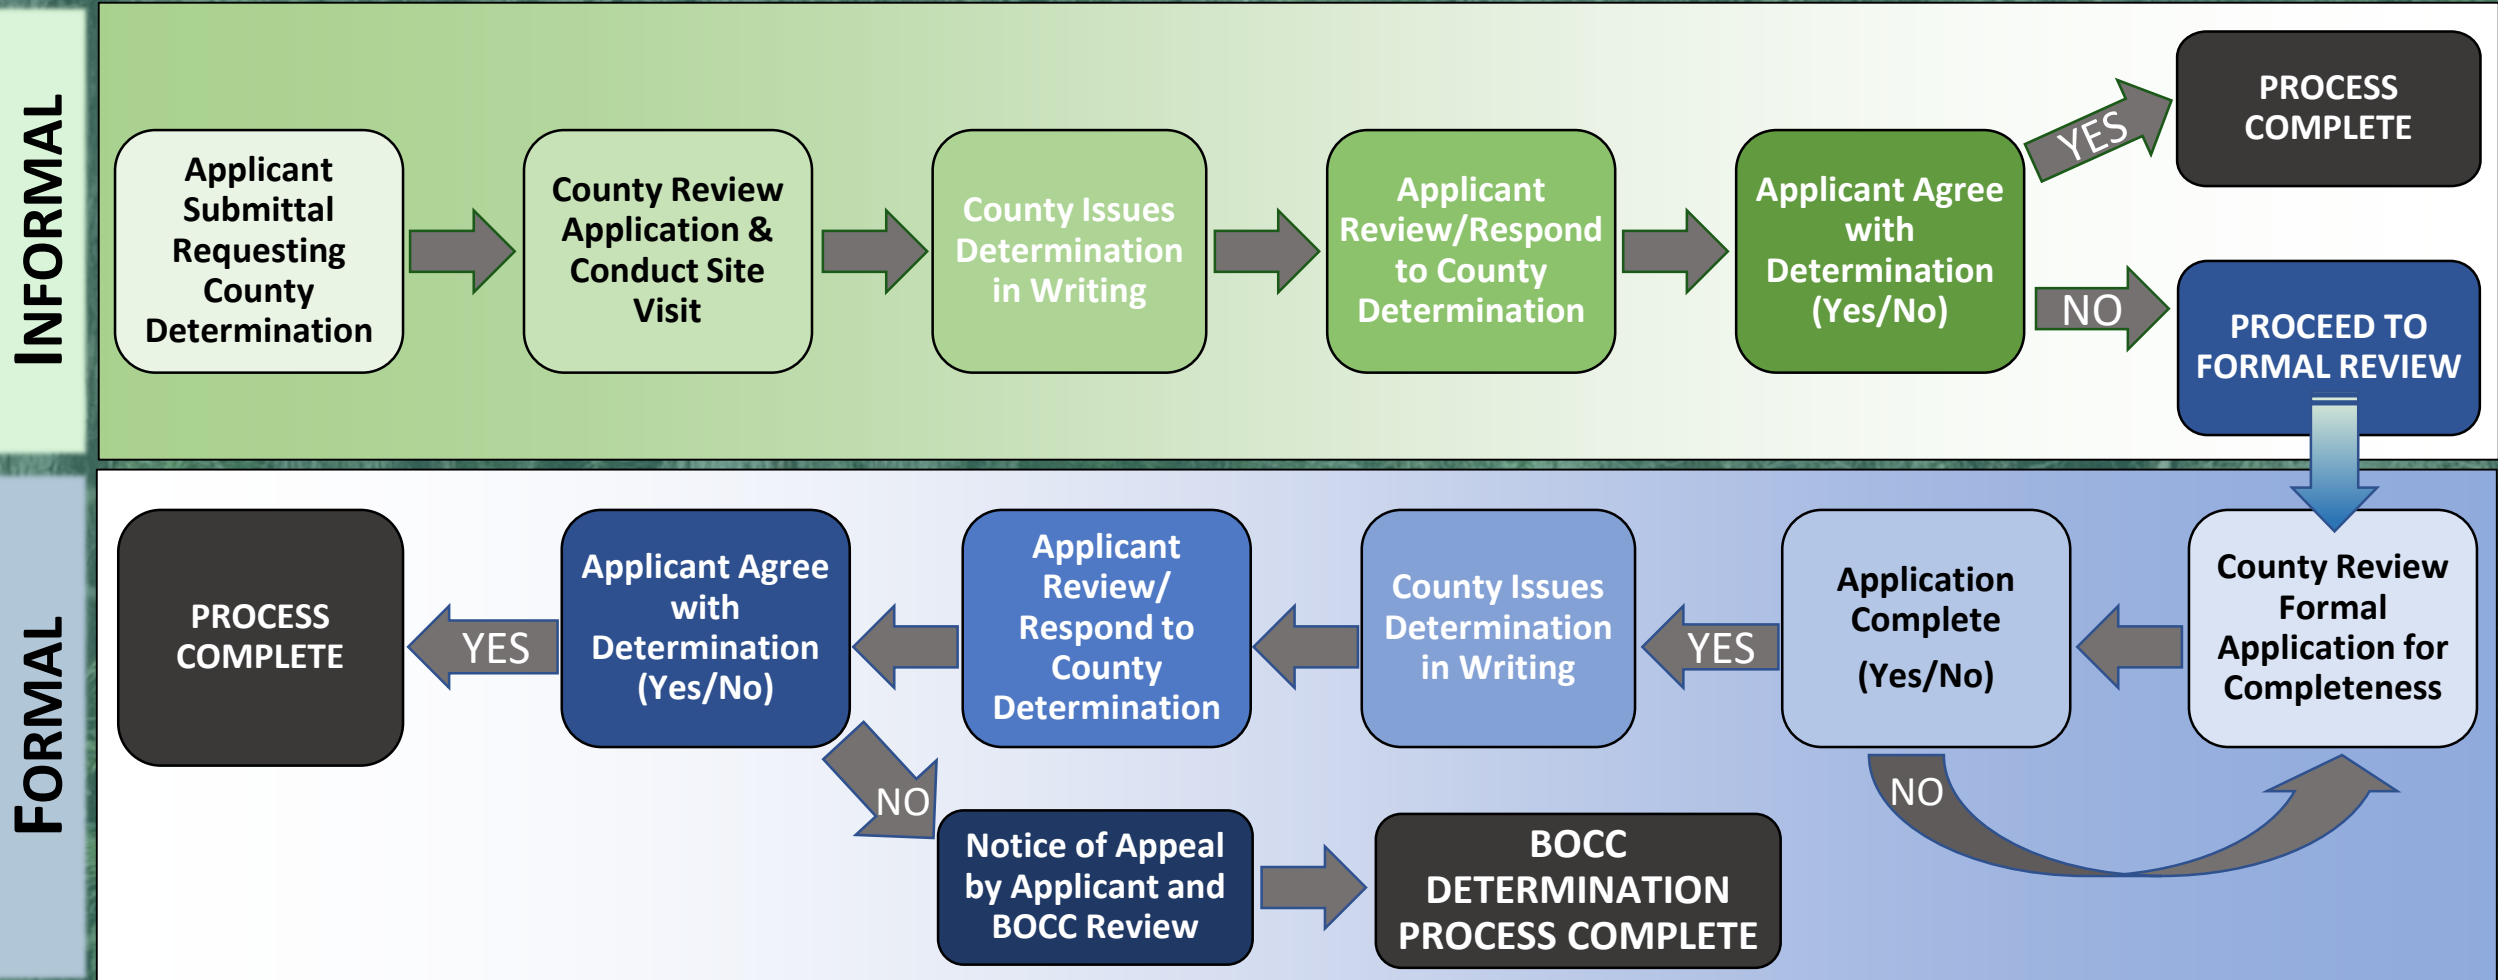 INFORMAL
Applicant
Submittal
Requesting
County
Determination
County Review
Application &
Conduct Site
Visit
County Issues
Determination
in Writing
Applicant
Review/Respond
to County
Determination
Applicant Agree
with
Determination
(Yes/No)
YES
PROCESS
COMPLETE
NO
PROCEED TO
FORMAL REVIEW
FORMAL
County Review
Formal
Application for
Completeness
Application
Complete
(Yes/No)
NO
YES
County Issues
Determination
in Writing
Applicant
Review/
Respond to
County
Determination
Applicant Agree
with
Determination
(Yes/No)
YES
PROCESS
COMPLETE
NO
Notice of Appeal
by Applicant and
BOCC Review
BOCC
DETERMINATION
PROCESS COMPLETE